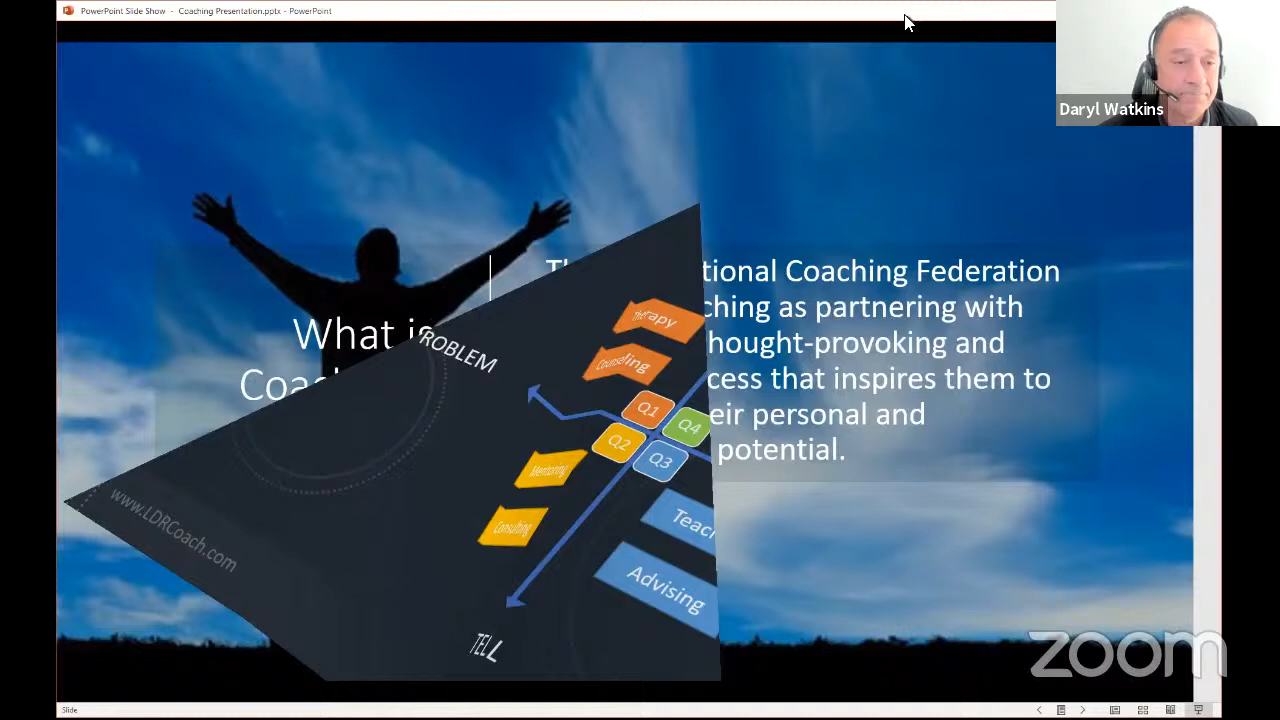 PowerPoint Slide Show - Coaching Presentation.pptx - PowerPoint
Daryl Watkins
What is
tional Coaching Federation
ching as partnering with
hought-provoking and
cess that inspires them to
eir personal and
potential.
PROBLEM
Therapy
Counseling
Q1
Q4
Q2
Q3
Mentoring
Consulting
Teac
Advising
www.LDRCoach.com
TELL
zoom
Slide